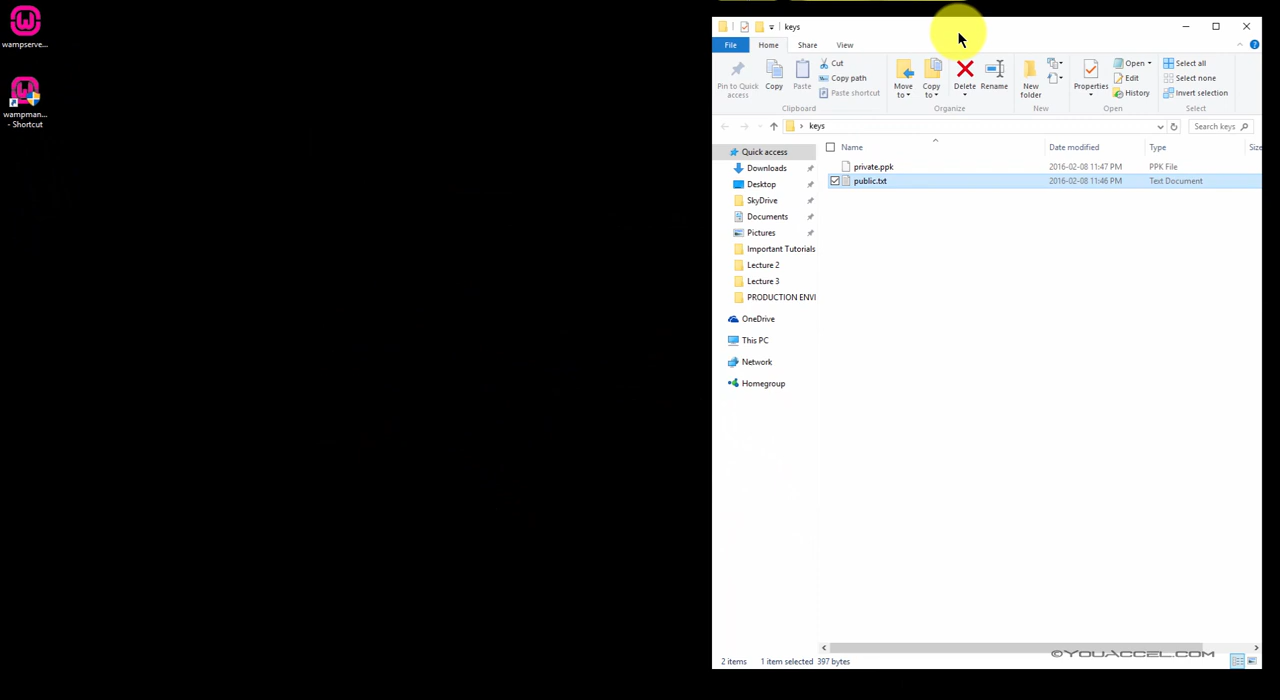 wampserve...
wampman...
- Shortcut
keys
File Home Share View
Pin to Quick
access
Copy
Paste
Cut
Copy path
Paste shortcut
Clipboard
Move
to
Copy
to
Delete
Rename
Organize
New
folder
New
Properties
Open
Edit
History
Open
Select all
Select none
Invert selection
Select
keys
Search keys
Quick access
Downloads
Desktop
SkyDrive
Documents
Pictures
Important Tutorials
Lecture 2
Lecture 3
PRODUCTION ENVI
OneDrive
This PC
Network
Homegroup
Name Date modified Type Size
private.ppk 2016-02-08 11:47 PM PPK File
public.txt 2016-02-08 11:46 PM Text Document
2 items 1 item selected 397 bytes
©YOUACCEL.COM